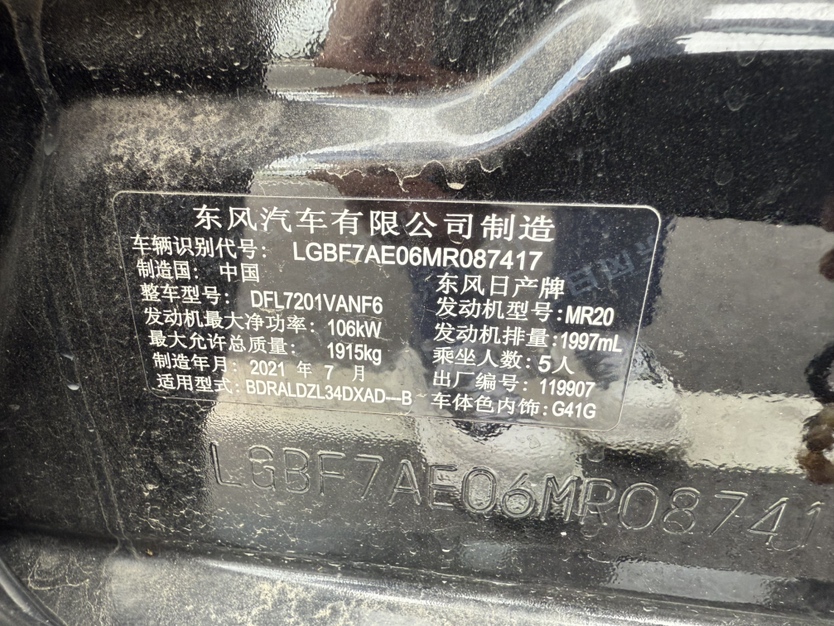 东风汽车有限公司制造
车辆识别代号： LGBF7AE06MR087417
制造国： 中国 东风日产牌
整车型号： DFL7201VANF6 发动机型号：MR20
发动机最大净功率： 106kW 发动机排量：1997mL
最大允许总质量： 1915kg 乘坐人数：5人
制造年月：2021 年 7 月 出厂编号： 119907
适用型式：BDRALDZL34DXAD—B 车体色内饰：G41G
LGBF7AE06MR08741